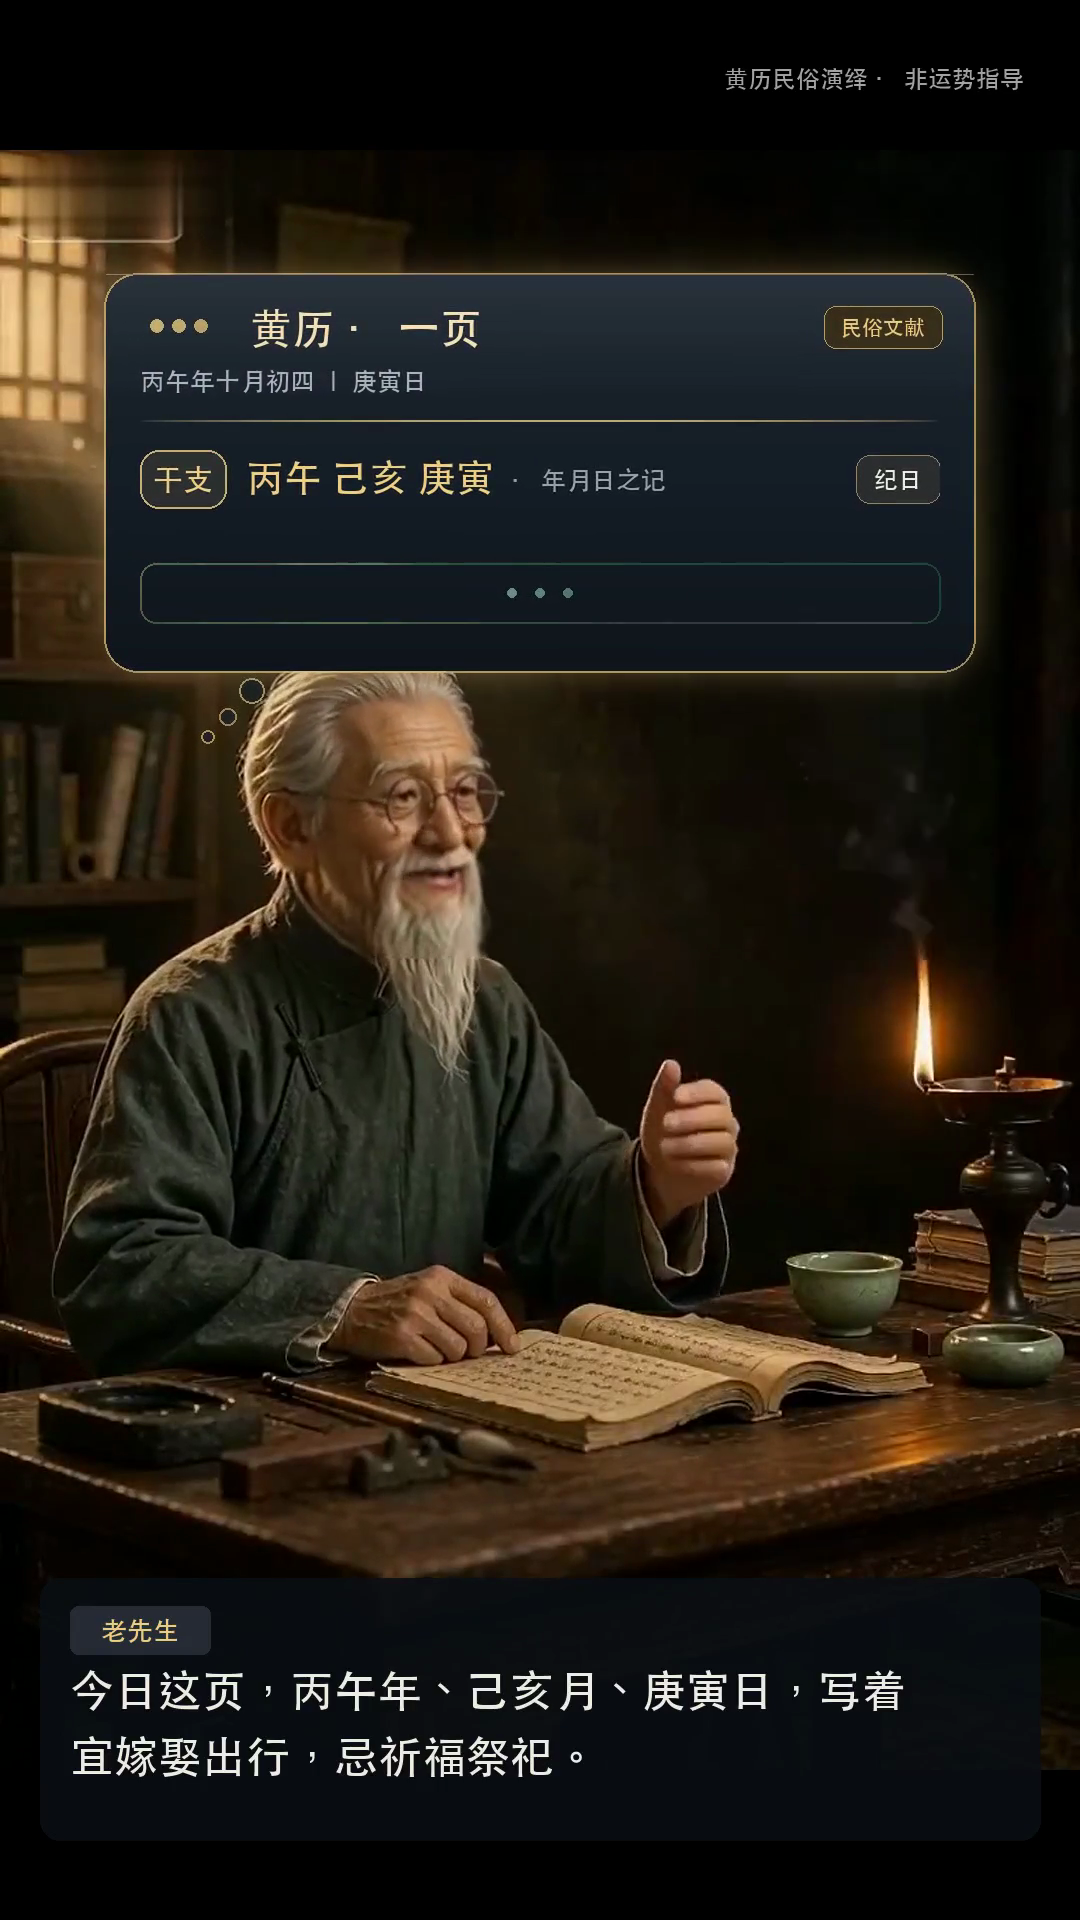 黄历民俗演绎 · 非运势指导
黄历 · 一页
民俗文献
丙午年十月初四 | 庚寅日
干支 丙午 己亥 庚寅 · 年月日之记 纪日
老先生
今日这页，丙午年、己亥月、庚寅日，写着
宜嫁娶出行，忌祈福祭祀。